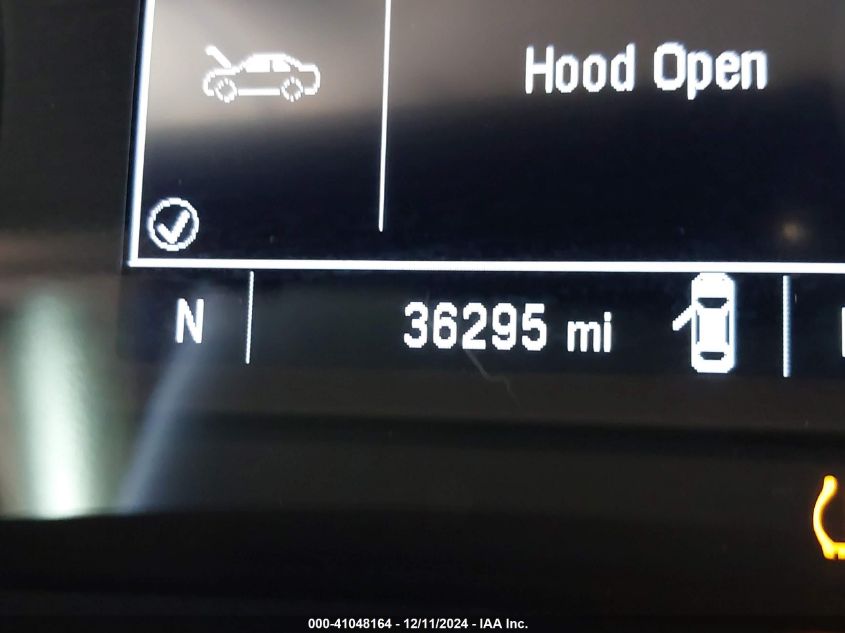 Hood Open
N 36295 mi
000-41048164 - 12/11/2024 - IAA Inc.